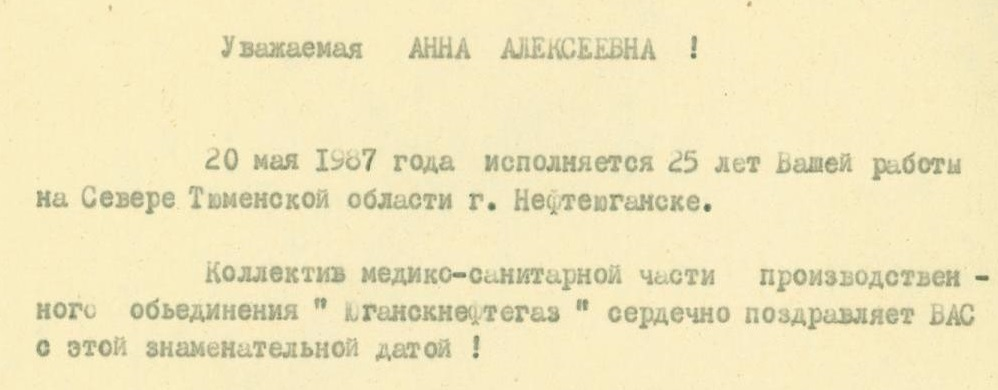 Уважаемая АННА АЛЕКСЕЕВНА !
20 мая 1987 года исполняется 25 лет Вашей работы
на Севере Тюменской области г. Нефтеюганске.
Коллектив медико-санитарной части производствен -
ного обьединения " Юганскнефтегаз " сердечно поздравляет ВАС
с этой знаменательной датой !